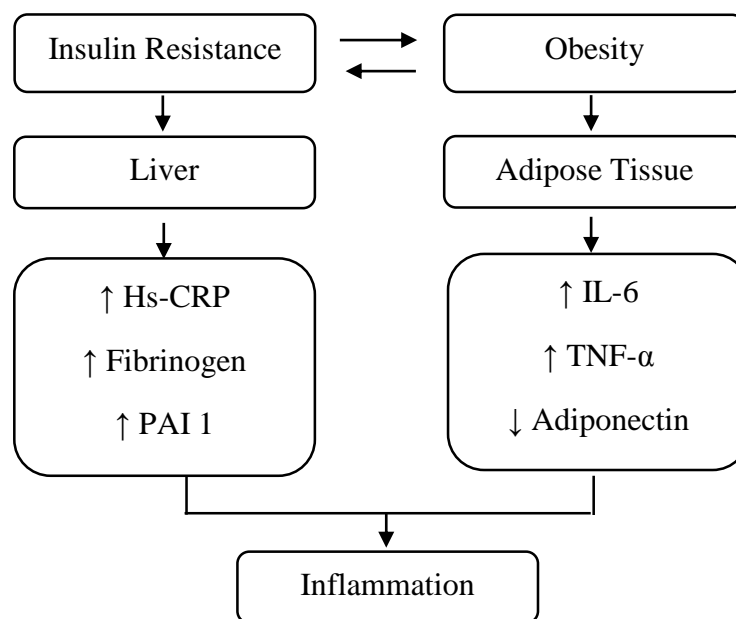 Insulin Resistance
Obesity
Liver
Adipose Tissue
↑ Hs-CRP
↑ Fibrinogen
↑ PAI 1
↑ IL-6
↑ TNF-α
↓ Adiponectin
Inflammation